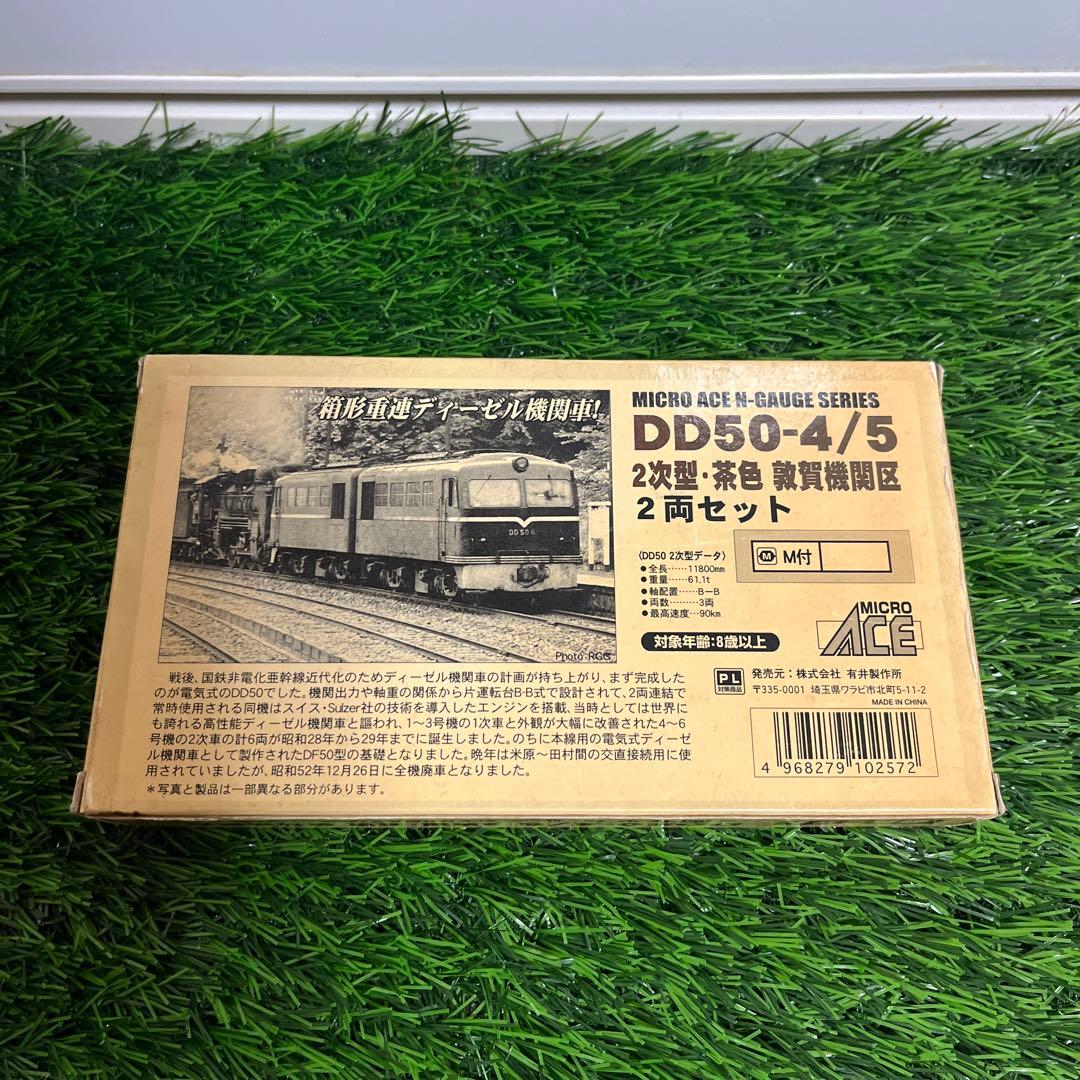 箱形重連ディーゼル機関車!
DD50 6
Photo:RGG
MICRO ACE N-GAUGE SERIES
DD50-4/5
2次型・茶色 敦賀機関区
2両セット
〈DD50 2次型データ〉
●全長……11800mm
●重量……61.1t
●軸配置……B－B
●両数………3両
●最高速度…90km
M M付
対象年齢:8歳以上
MICRO
ACE
戦後、国鉄非電化亜幹線近代化のためディーゼル機関車の計画が持ち上がり、まず完成した
のが電気式のDD50でした。機関出力や軸重の関係から片運転台B-B式で設計されて、2両連結で
常時使用される同機はスイス・Sulzer社の技術を導入したエンジンを搭載、当時としては世界に
も誇れる高性能ディーゼル機関車と謳われ、1〜3号機の1次車と外観が大幅に改善された4〜6
号機の2次車の計6両が昭和28年から29年までに誕生しました。のちに本線用の電気式ディーゼ
ル機関車として製作されたDF50型の基礎となりました。晩年は米原〜田村間の交直接続用に使
用されていましたが、昭和52年12月26日に全機廃車となりました。
＊写真と製品は一部異なる部分があります。
PL
対策商品
発売元：株式会社 有井製作所
〒335-0001 埼玉県ワラビ市北町5-11-2
MADE IN CHINA
4 968279 102572